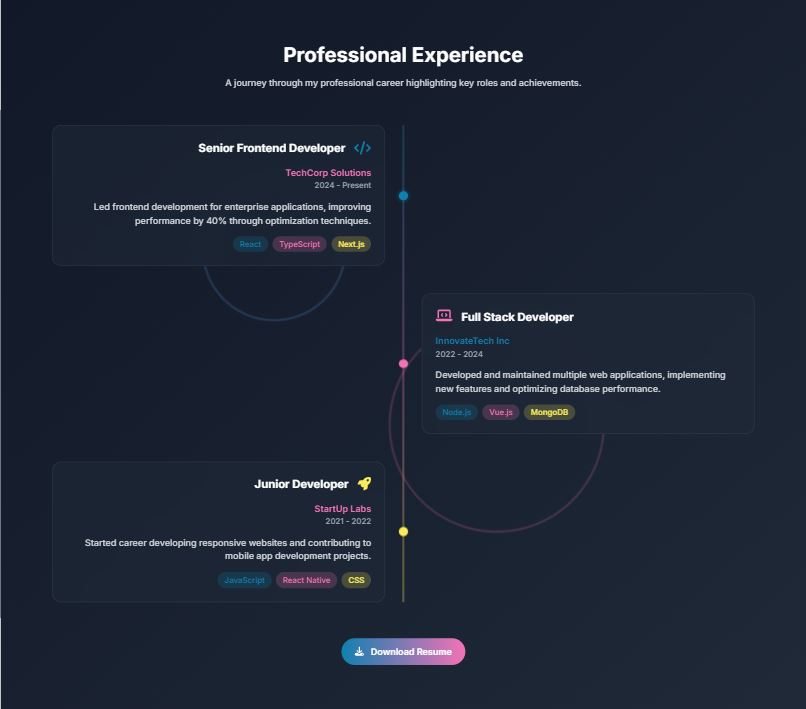 Professional Experience
A journey through my professional career highlighting key roles and achievements.
Senior Frontend Developer
TechCorp Solutions
2024 - Present
Led frontend development for enterprise applications, improving
performance by 40% through optimization techniques.
React TypeScript Next.js
Full Stack Developer
InnovateTech Inc
2022 - 2024
Developed and maintained multiple web applications, implementing
new features and optimizing database performance.
Node.js Vue.js MongoDB
Junior Developer
StartUp Labs
2021 - 2022
Started career developing responsive websites and contributing to
mobile app development projects.
JavaScript React Native CSS
Download Resume